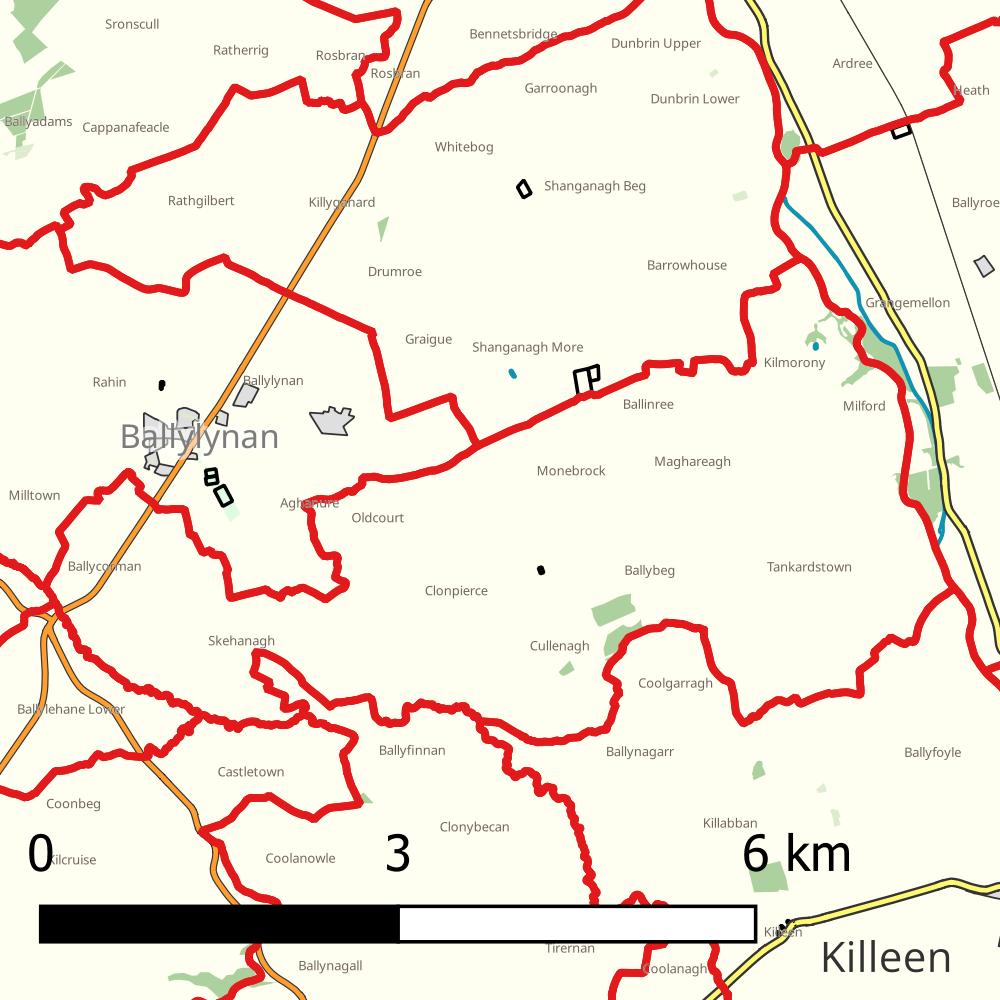 Sronscull
Bennetsbridge
Dunbrin Upper
Ratherrig
Rosbran
Ardree
Rosbran
Garroonagh
Heath
Dunbrin Lower
Ballyadams
Cappanafeacle
Whitebog
Shanganagh Beg
Rathgilbert
Killyganard
Ballyroe
Drumroe
Barrowhouse
Grangemellon
Graigue
Shanganagh More
Kilmorony
Rahin
Ballylynan
Ballinree
Milford
Ballylynan
Maghareagh
Monebrock
Milltown
Aghanure
Oldcourt
Ballycorman
Ballybeg
Tankardstown
Clonpierce
Skehanagh
Cullenagh
Coolgarragh
Ballylehane Lower
Ballyfinnan
Ballynagarr
Ballyfoyle
Castletown
Coonbeg
Clonybecan
Killabban
0 3 6 km
Kilcruise
Coolanowle
Killeen
Tirernan
Killeen
Ballynagall
Coolanagh